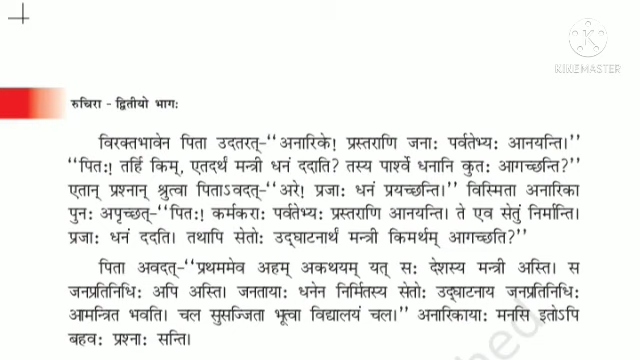 KINEMASTER
रुचिरा - द्वितीयो भागः
विरक्तभावेन पिता उदतरत्-“अनारिके! प्रस्तराणि जनाः पर्वतेभ्यः आनयन्ति।”
“पितः! तर्हि किम्, एतदर्थं मन्त्री धनं ददाति? तस्य पार्श्वे धनानि कुतः आगच्छन्ति?”
एतान् प्रश्नान् श्रुत्वा पिताऽवदत्-“अरे! प्रजाः धनं प्रयच्छन्ति।” विस्मिता अनारिका
पुनः अपृच्छत्-“पितः! कर्मकराः पर्वतेभ्यः प्रस्तराणि आनयन्ति। ते एव सेतुं निर्मान्ति।
प्रजाः धनं ददति। तथापि सेतोः उद्घाटनार्थं मन्त्री किमर्थम् आगच्छति?”
पिता अवदत्-“प्रथममेव अहम् अकथयम् यत् सः देशस्य मन्त्री अस्ति। स
जनप्रतिनिधिः अपि अस्ति। जनतायाः धनेन निर्मितस्य सेतोः उद्घाटनाय जनप्रतिनिधिः
आमन्त्रित भवति। चल सुसज्जिता भूत्वा विद्यालयं चल।” अनारिकायाः मनसि इतोऽपि
बहवः प्रश्नाः सन्ति।